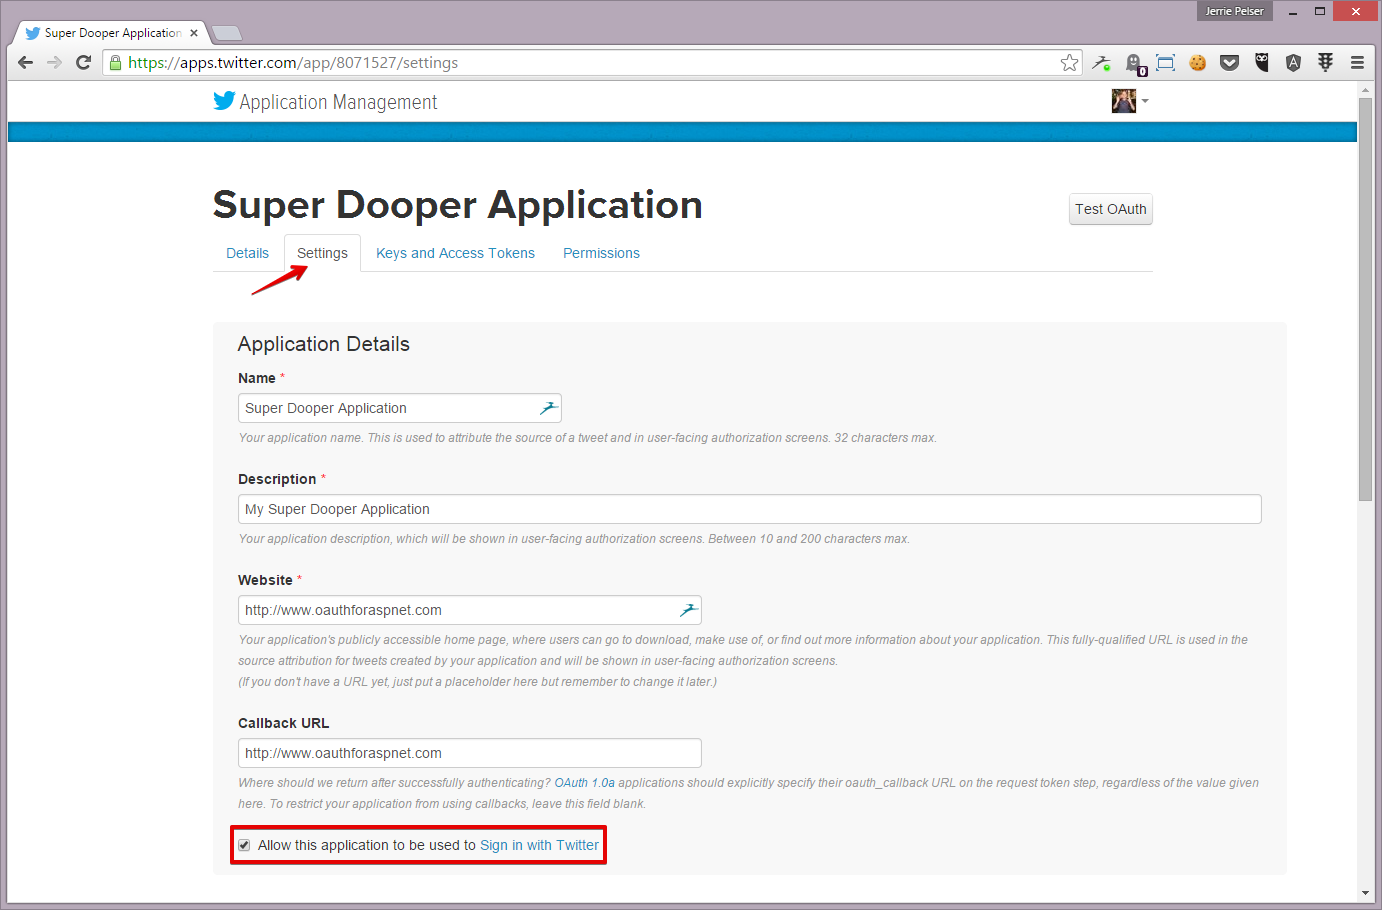 Jerrie Pelser
Super Dooper Application
https://apps.twitter.com/app/8071527/settings
0
Application Management
Super Dooper Application
Test OAuth
Details Settings Keys and Access Tokens Permissions
Application Details
Name *
Super Dooper Application
Your application name. This is used to attribute the source of a tweet and in user-facing authorization screens. 32 characters max.
Description *
My Super Dooper Application
Your application description, which will be shown in user-facing authorization screens. Between 10 and 200 characters max.
Website *
http://www.oauthforaspnet.com
Your application's publicly accessible home page, where users can go to download, make use of, or find out more information about your application. This fully-qualified URL is used in the
source attribution for tweets created by your application and will be shown in user-facing authorization screens.
(If you don't have a URL yet, just put a placeholder here but remember to change it later.)
Callback URL
http://www.oauthforaspnet.com
Where should we return after successfully authenticating? OAuth 1.0a applications should explicitly specify their oauth_callback URL on the request token step, regardless of the value given
here. To restrict your application from using callbacks, leave this field blank.
Allow this application to be used to Sign in with Twitter